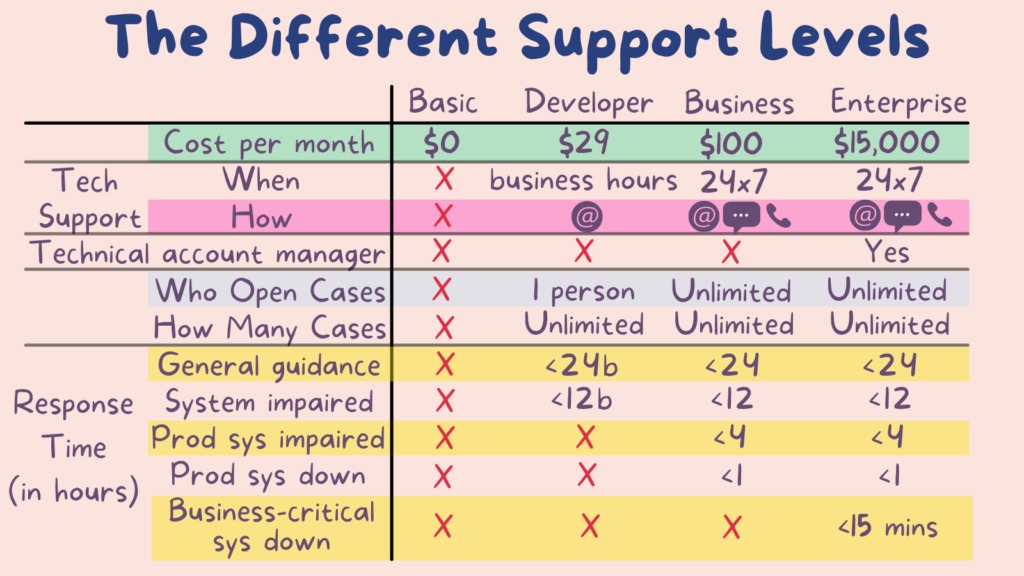 The Different Support Levels
Basic Developer Business Enterprise
Cost per month $0 $29 $100 $15,000
Tech Support
When X business hours 24x7 24x7
How X @ @ @
Technical account manager X X X Yes
Who Open Cases X 1 person Unlimited Unlimited
How Many Cases X Unlimited Unlimited Unlimited
Response Time (in hours)
General guidance X <24b <24 <24
System impaired X <12b <12 <12
Prod sys impaired X X <4 <4
Prod sys down X X <1 <1
Business-critical sys down X X X <15 mins